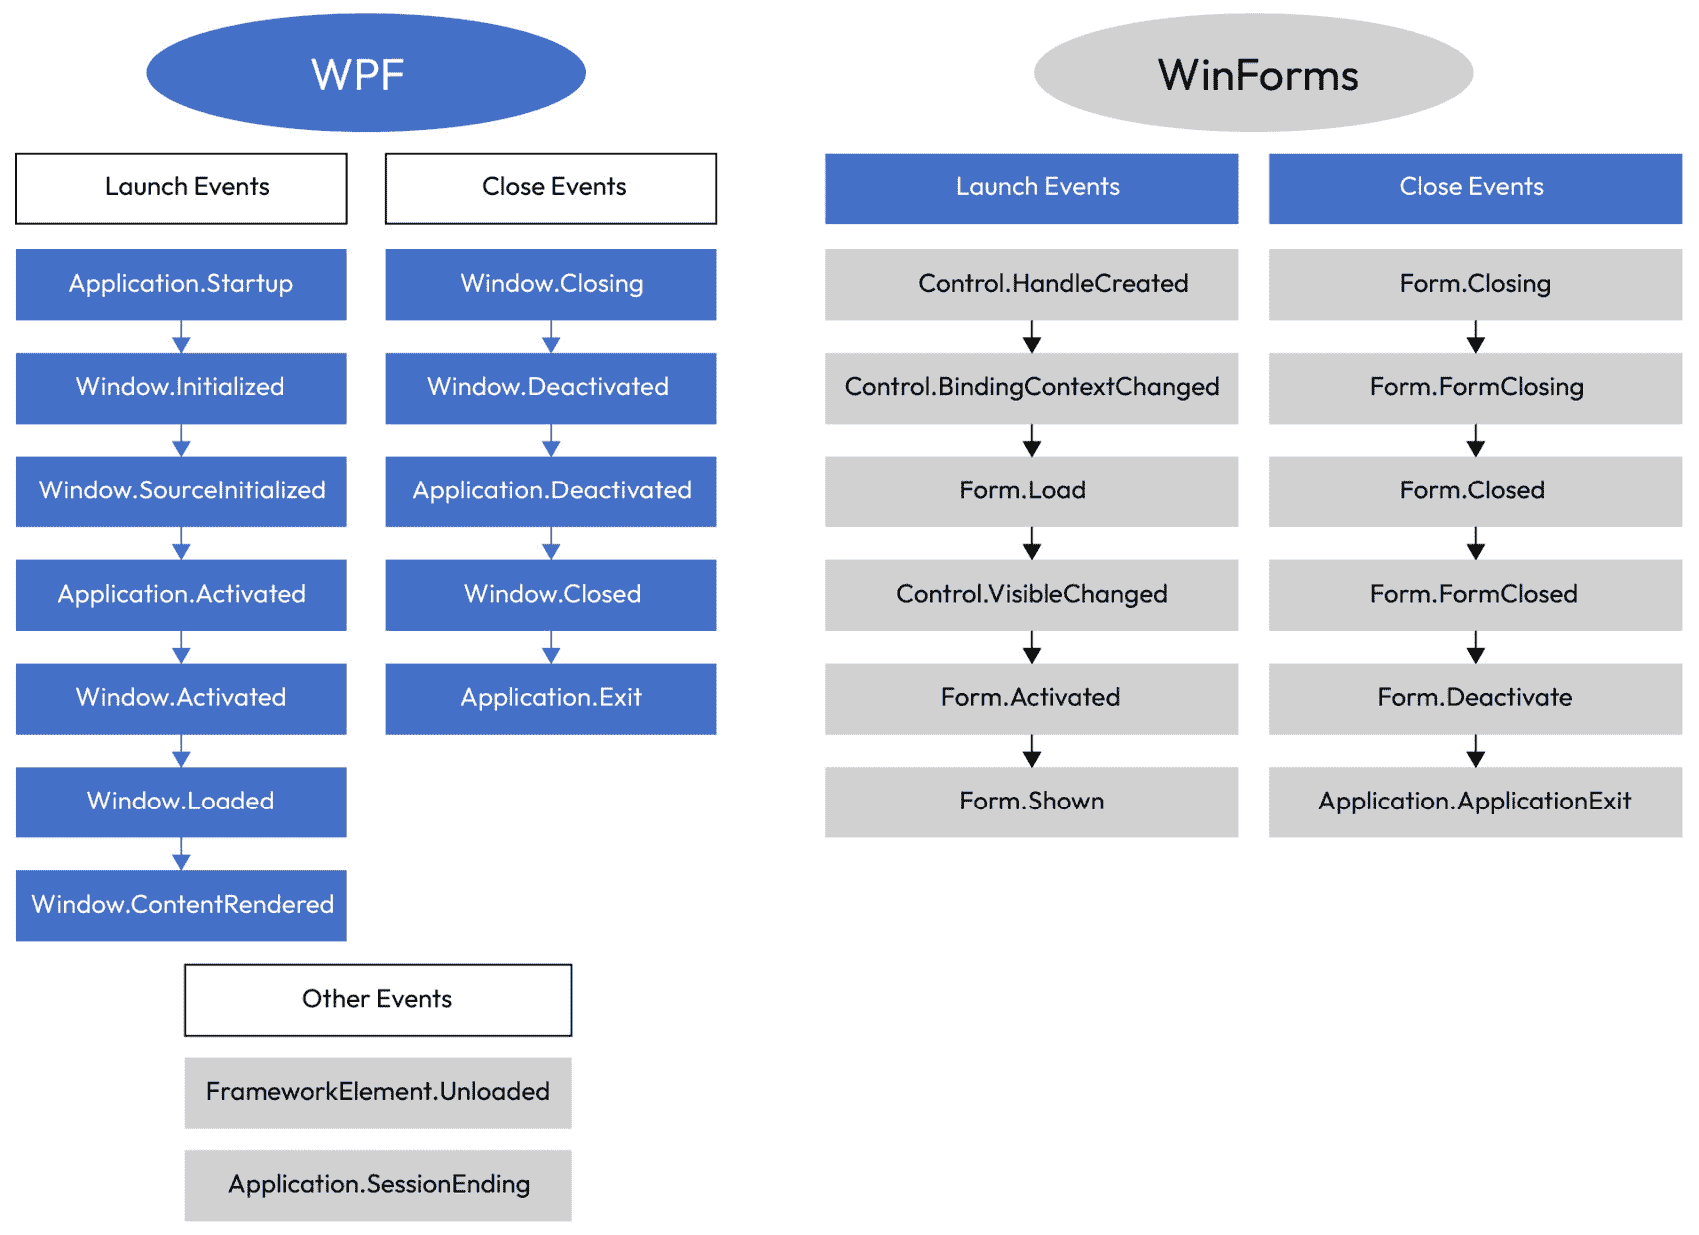 WPF
Launch Events
Application.Startup
Window.Initialized
Window.SourceInitialized
Application.Activated
Window.Activated
Window.Loaded
Window.ContentRendered
Close Events
Window.Closing
Window.Deactivated
Application.Deactivated
Window.Closed
Application.Exit
Other Events
FrameworkElement.Unloaded
Application.SessionEnding
WinForms
Launch Events
Control.HandleCreated
Control.BindingContextChanged
Form.Load
Control.VisibleChanged
Form.Activated
Form.Shown
Close Events
Form.Closing
Form.FormClosing
Form.Closed
Form.FormClosed
Form.Deactivate
Application.ApplicationExit